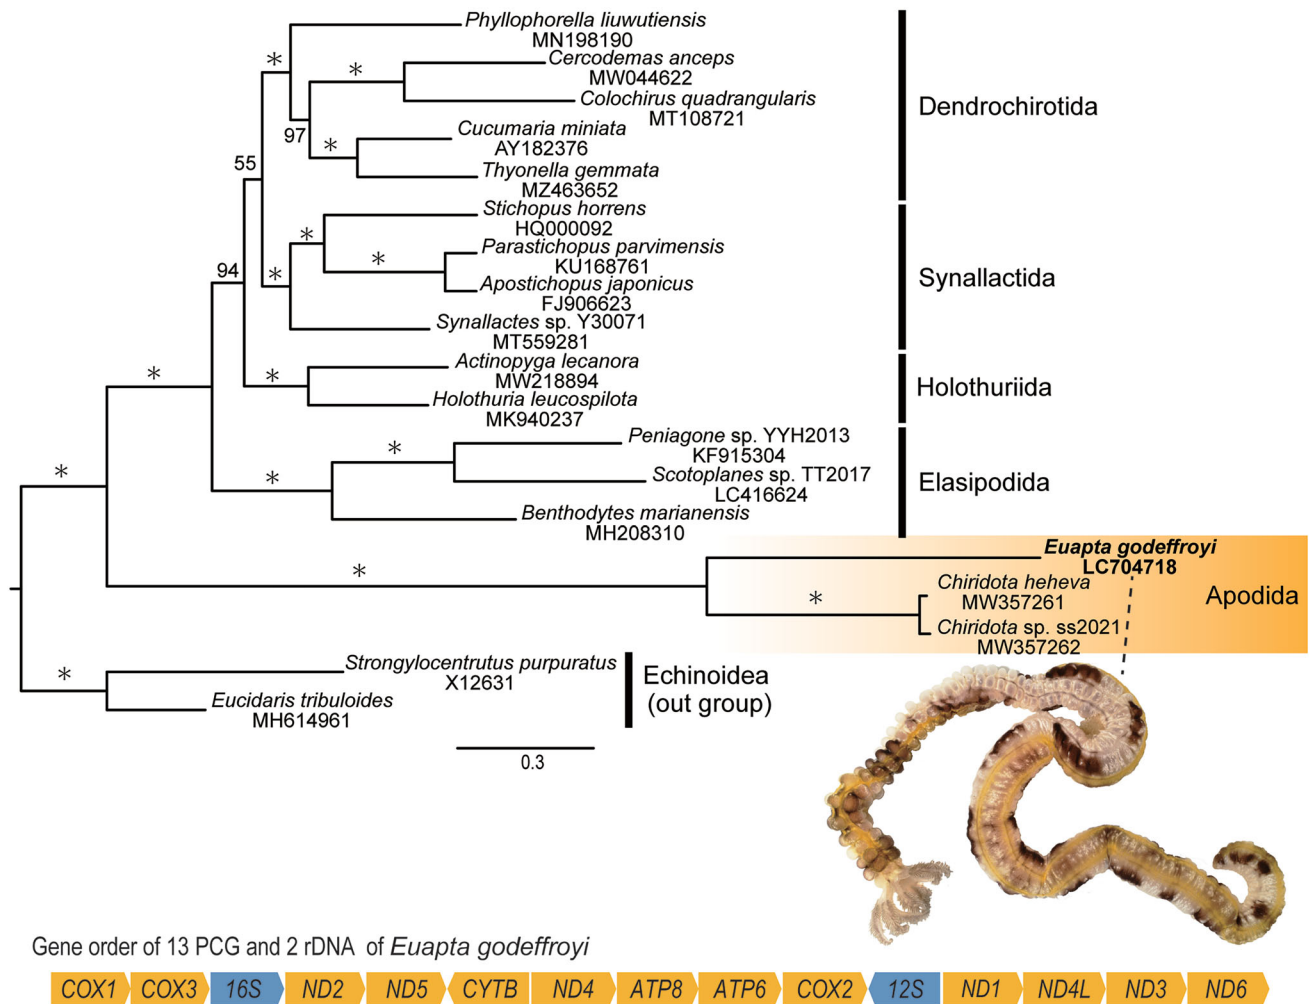 Phyllophorella liuwutiensis
MN198190
*
Cercodemas anceps
*
MW044622
Colochirus quadrangularis
MT108721
Dendrochirotida
97
Cucumaria miniata
*
AY182376
55
Thyonella gemmata
MZ463652
Stichopus horrens
HQ000092
*
Parastichopus parvimensis
*
KU168761
94
*
Apostichopus japonicus
FJ906623
Synallactida
Synallactes sp. Y30071
MT559281
Actinopyga lecanora
*
*
MW218894
Holothuriida
Holothuria leucospilota
MK940237
Peniagone sp. YYH2013
*
KF915304
*
*
Scotoplanes sp. TT2017
LC416624
Elasipodida
Benthodytes marianensis
MH208310
Euapta godeffroyi
LC704718
*
Chiridota heheva
*
MW357261
Apodida
Chiridota sp. ss2021
MW357262
*
Strongylocentrutus purpuratus
X12631
Echinoidea
(out group)
Eucidaris tribuloides
MH614961
0.3
Gene order of 13 PCG and 2 rDNA of Euapta godeffroyi
COX1 COX3 16S ND2 ND5 CYTB ND4 ATP8 ATP6 COX2 12S ND1 ND4L ND3 ND6